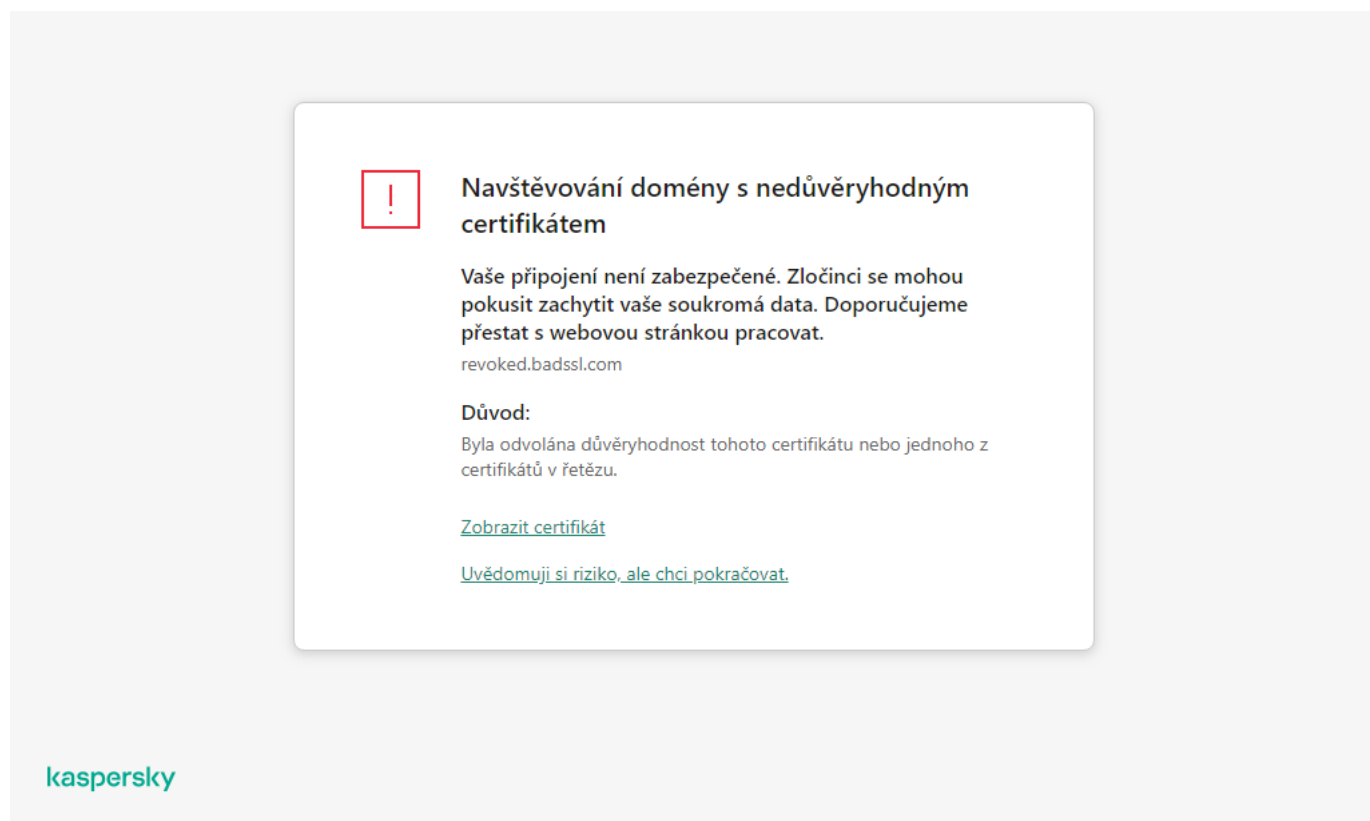 !
Navštěvování domény s nedůvěryhodným
certifikátem
Vaše připojení není zabezpečené. Zločinci se mohou
pokusit zachytit vaše soukromá data. Doporučujeme
přestat s webovou stránkou pracovat.
revoked.badssl.com
Důvod:
Byla odvolána důvěryhodnost tohoto certifikátu nebo jednoho z
certifikátů v řetězu.
Zobrazit certifikát
Uvědomuji si riziko, ale chci pokračovat.
kaspersky